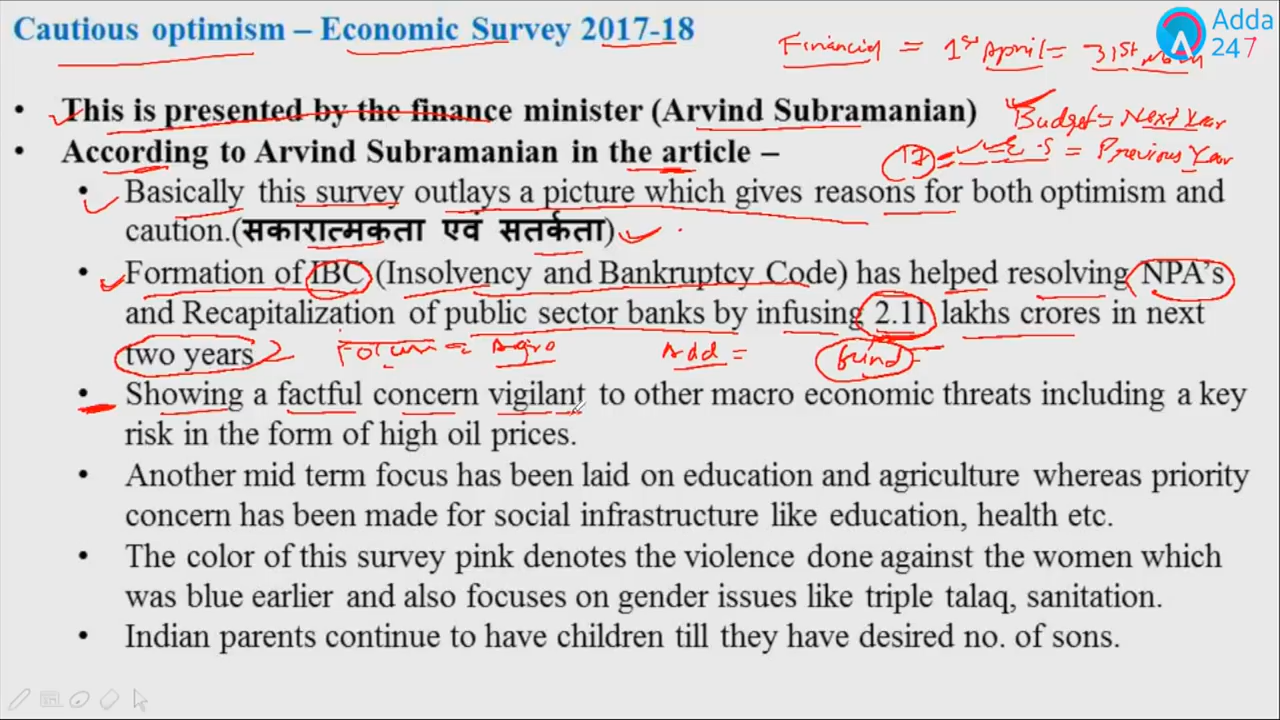 Cautious optimism – Economic Survey 2017-18
Adda
247
Financial = 1st April = 31st
• This is presented by the finance minister (Arvind Subramanian)
Budget = Next Year
• According to Arvind Subramanian in the article –
17 = E.S = Previous Year
• Basically this survey outlays a picture which gives reasons for both optimism and
caution.(सकारात्मकता एवं सतर्कता)
• Formation of IBC (Insolvency and Bankruptcy Code) has helped resolving NPA's
and Recapitalization of public sector banks by infusing 2.11 lakhs crores in next
two years
Add = fund
• Showing a factful concern vigilant to other macro economic threats including a key
risk in the form of high oil prices.
• Another mid term focus has been laid on education and agriculture whereas priority
concern has been made for social infrastructure like education, health etc.
• The color of this survey pink denotes the violence done against the women which
was blue earlier and also focuses on gender issues like triple talaq, sanitation.
• Indian parents continue to have children till they have desired no. of sons.